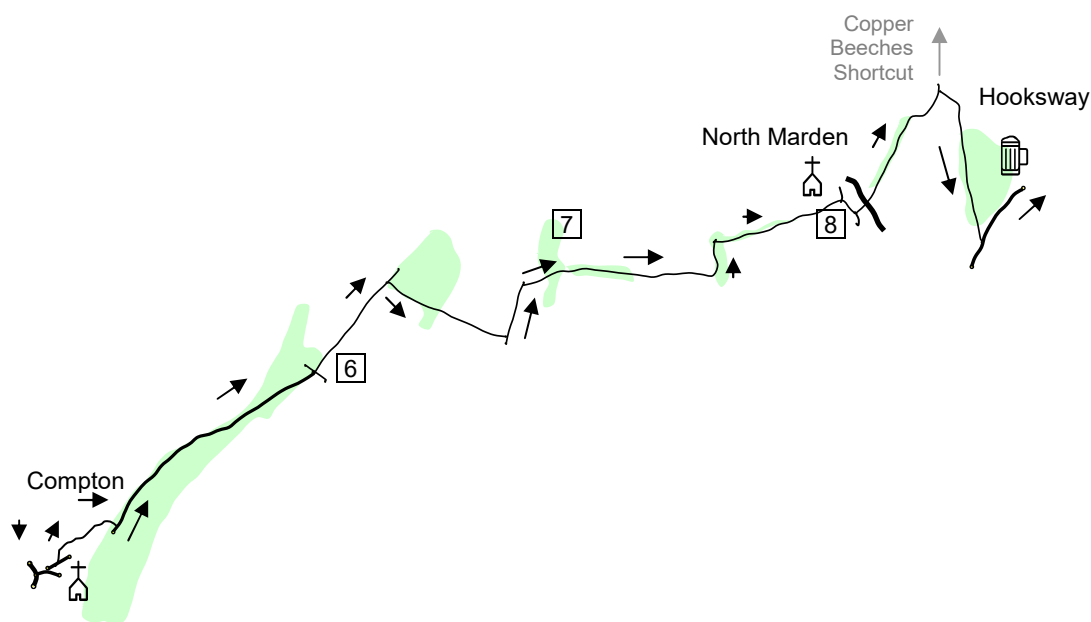 Copper
Beeches
Shortcut
Hooksway
North Marden
7
8
6
Compton